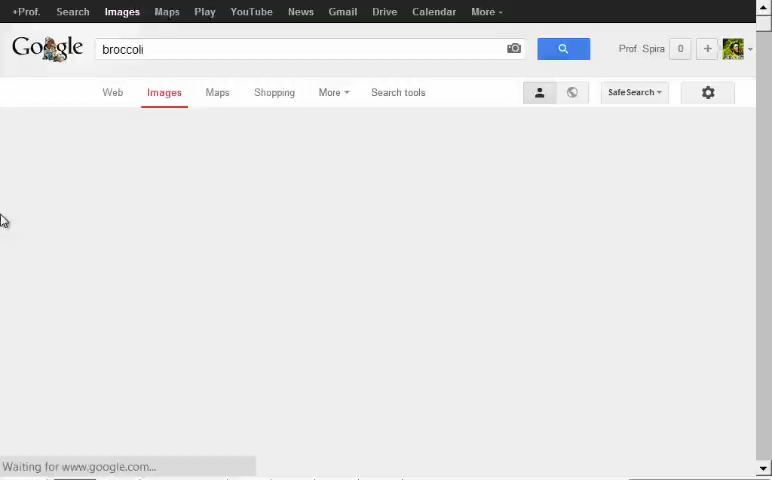 +Prof. Search Images Maps Play YouTube News Gmail Drive Calendar More
Google broccoli Prof. Spira 0 +
Web Images Maps Shopping More Search tools SafeSearch
Waiting for www.google.com...